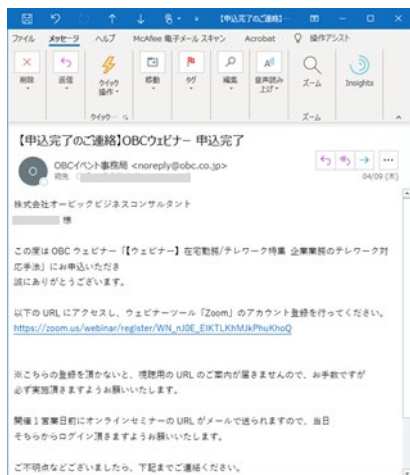 【申込完了のご連絡】...
ファイル メッセージ ヘルプ McAfee 電子メール スキャン Acrobat 操作アシスト
削除 返信 クイック操作 移動 タグ 編集 音声読み上げ ズーム Insights
クイック... ズーム
【申込完了のご連絡】OBCウェビナー 申込完了
OBCイベント事務局 <noreply@obc.co.jp>
宛先
04/09 (木)
株式会社オービックビジネスコンサルタント
様
この度は OBC ウェビナー「【ウェビナー】在宅勤務/テレワーク特集 企業業務のテレワーク対
応手法」にお申込いただき
誠にありがとうございます。
以下の URL にアクセスし、ウェビナーツール「Zoom」のアカウント登録を行ってください。
https://zoom.us/webinar/register/WN_nJ0E_EIKTLKhMJkPhuKhoQ
※こちらの登録を頂かないと、視聴用の URL のご案内が届きませんので、お手数ですが
必ず実施頂きますようお願いいたします。
開催1営業日前にオンラインセミナーの URL がメールで送られますので、当日
そちらからログイン頂きますようお願いいたします。
ご不明点などございましたら、下記までご連絡ください。